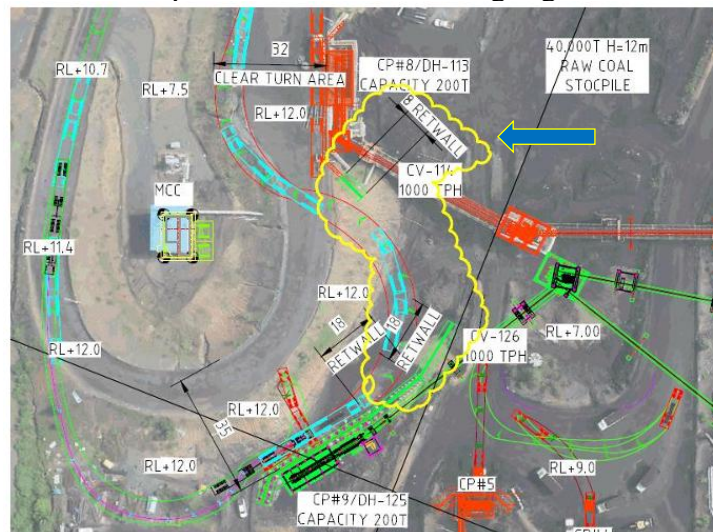 32
CLEAR TURN AREA
RL+10.7
RL+7.5
RL+12.0
CP#8/DH-113
CAPACITY 200T
40,000T H=12m
RAW COAL
STOCPILE
8
RETWALL
CV-114
1000 TPH
MCC
RL+11.4
RL+12.0
18
RETWALL
18
RETWALL
CV-126
1000 TPH
RL+7.00
RL+12.0
RL+12.0
35
RL+12.0
RL+9.0
CP#5
CP#9/DH-125
CAPACITY 200T